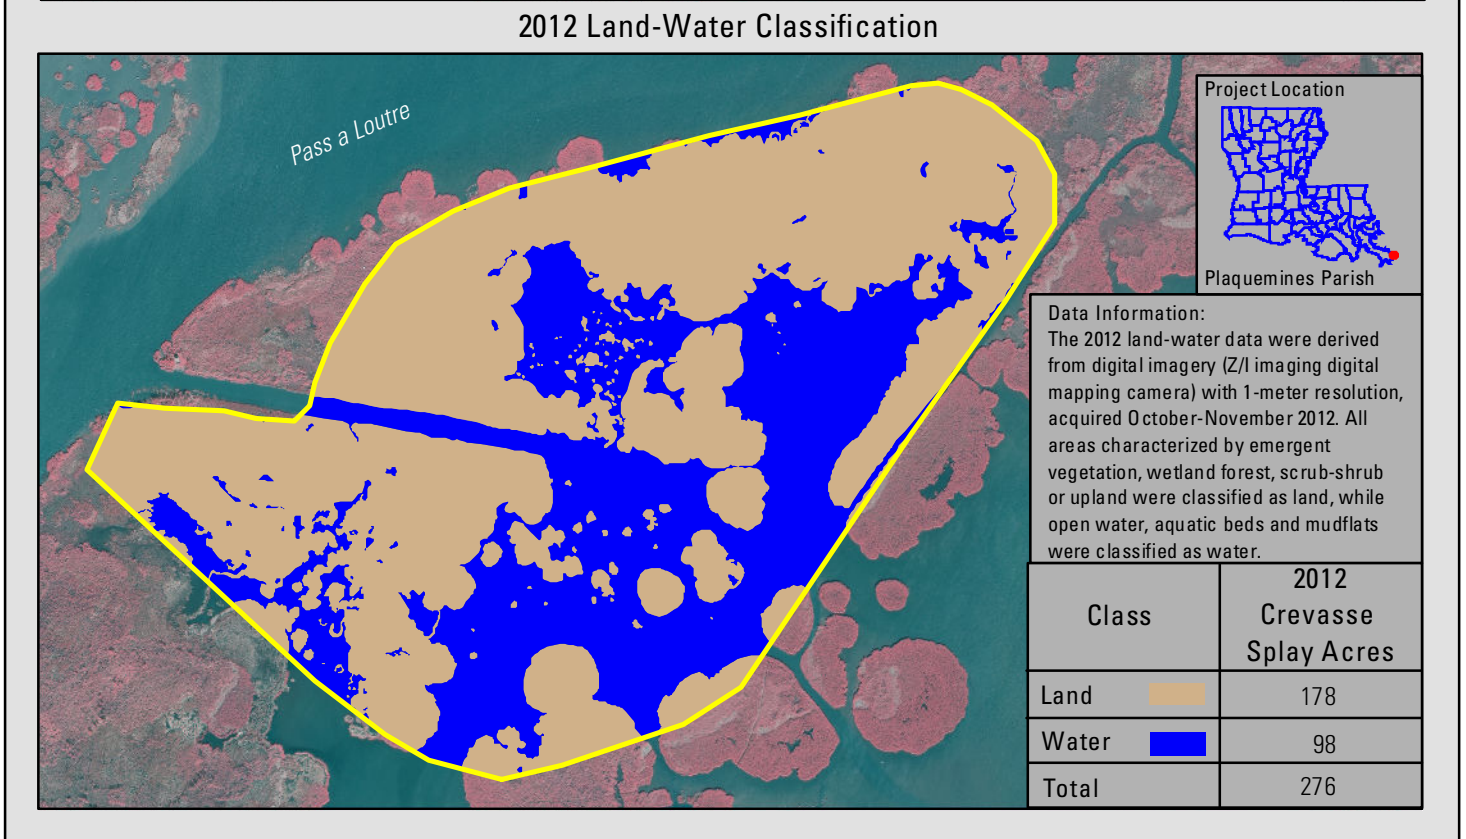 2012 Land-Water Classification
Pass a Loutre
Project Location
Plaquemines Parish
Data Information:
The 2012 land-water data were derived
from digital imagery (Z/I imaging digital
mapping camera) with 1-meter resolution,
acquired October-November 2012. All
areas characterized by emergent
vegetation, wetland forest, scrub-shrub
or upland were classified as land, while
open water, aquatic beds and mudflats
were classified as water.
Class
2012
Crevasse
Splay Acres
Land 178
Water 98
Total 276